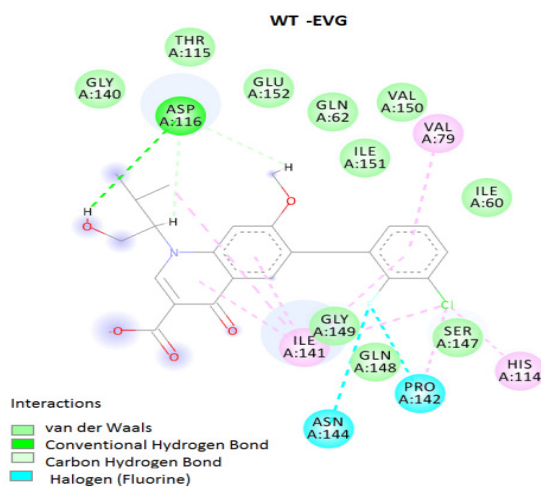 WT -EVG
THR
A:115
GLY
A:140
GLU
A:152
ASP
A:116
GLN
A:62
VAL
A:150
VAL
A:79
ILE
A:151
ILE
A:60
H
H
H
O
O
N
O
O
O
Cl
GLY
A:149
ILE
A:141
GLN
A:148
SER
A:147
PRO
A:142
HIS
A:114
ASN
A:144
Interactions
van der Waals
Conventional Hydrogen Bond
Carbon Hydrogen Bond
Halogen (Fluorine)